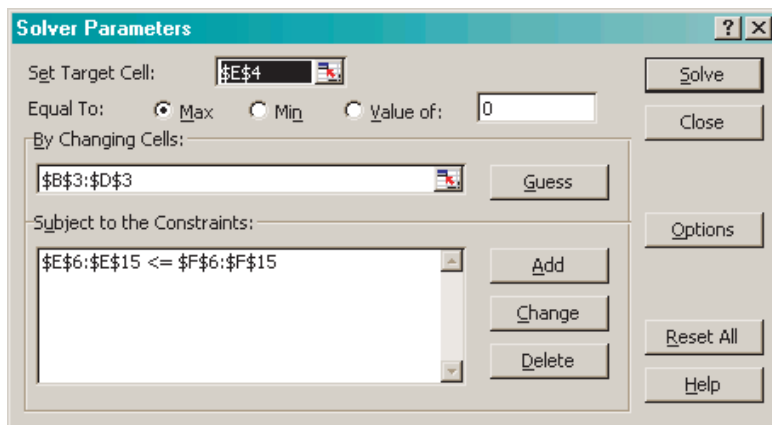 Solver Parameters ? X
Set Target Cell: $E$4 Solve
Equal To: Max Min Value of: 0 Close
By Changing Cells:
$B$3:$D$3 Guess
Subject to the Constraints: Options
$E$6:$E$15 <= $F$6:$F$15 Add
Change
Reset All
Delete
Help